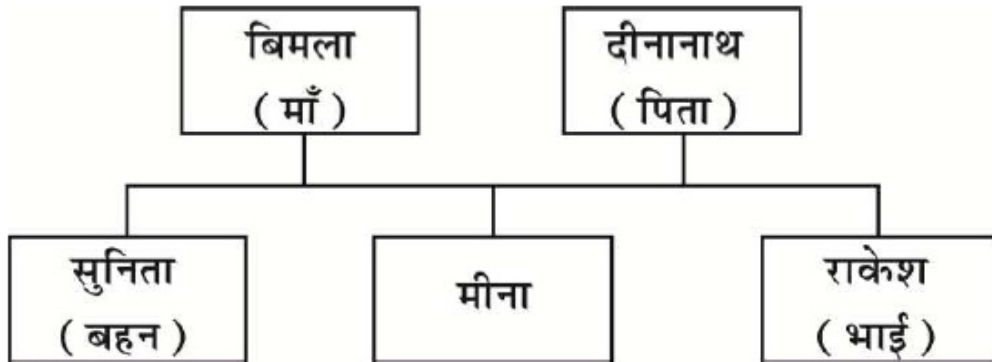 बिमला
( माँ )
दीनानाथ
( पिता )
सुनिता
( बहन )
मीना
राकेश
( भाई )